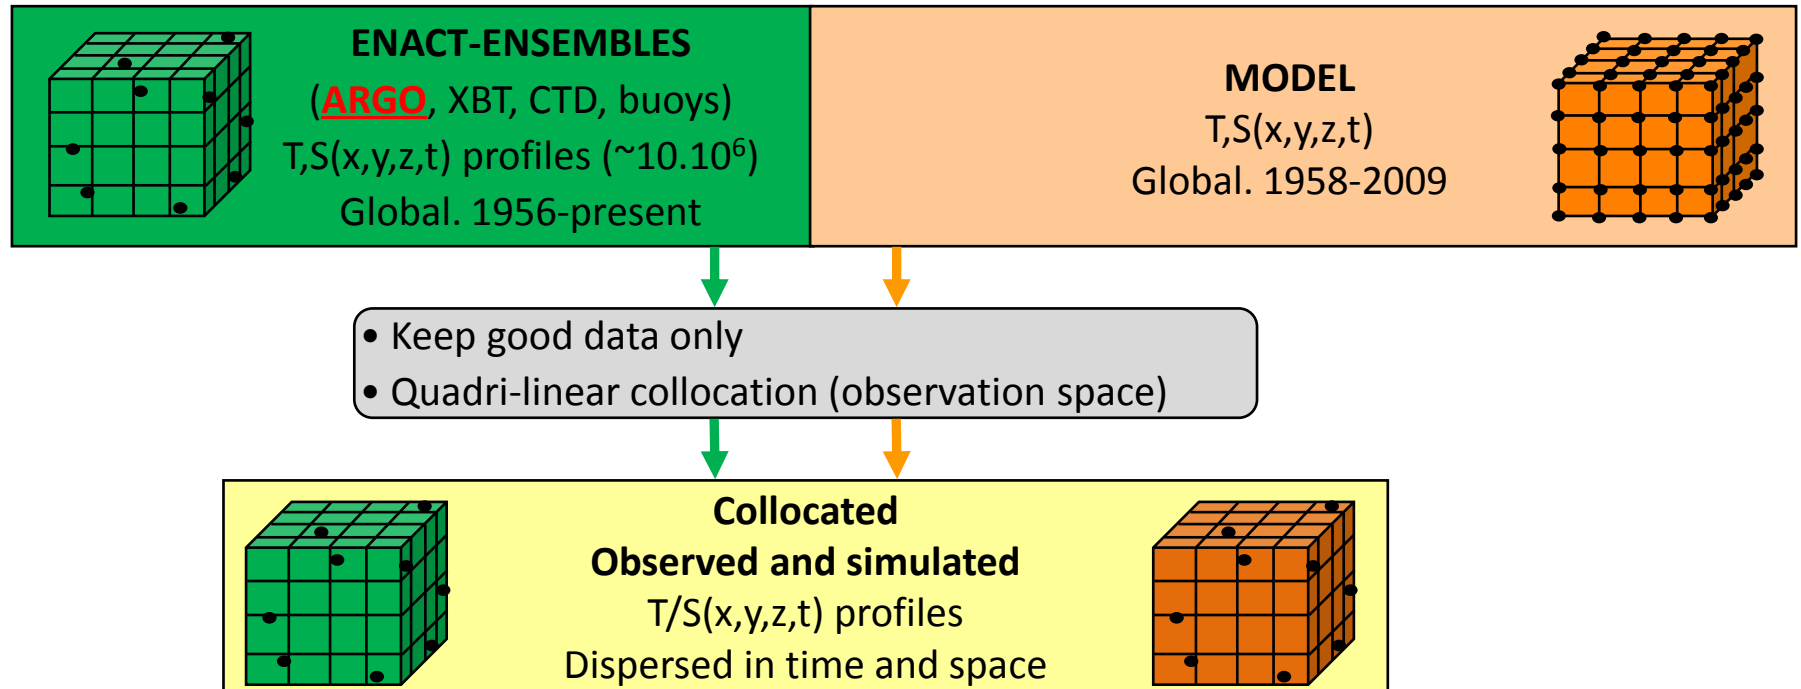 ENACT-ENSEMBLES
(ARGO, XBT, CTD, buoys)
T,S(x,y,z,t) profiles (~10.10⁶)
Global. 1956-present
MODEL
T,S(x,y,z,t)
Global. 1958-2009
• Keep good data only
• Quadri-linear collocation (observation space)
Collocated
Observed and simulated
T/S(x,y,z,t) profiles
Dispersed in time and space